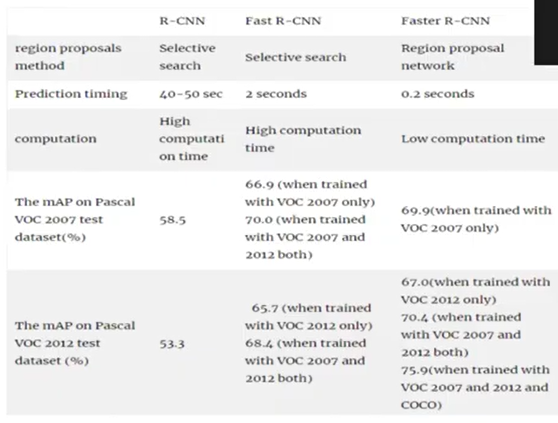 R-CNN Fast R-CNN Faster R-CNN
region proposals
method
Selective
search
Selective search
Region proposal
network
Prediction timing 40-50 sec 2 seconds 0.2 seconds
computation
High
computati
on time
High computation
time
Low computation time
The mAP on Pascal
VOC 2007 test
dataset(%)
58.5
66.9 (when trained
with VOC 2007 only)
70.0 (when trained
with VOC 2007 and
2012 both)
69.9(when trained with
VOC 2007 only)
The mAP on Pascal
VOC 2012 test
dataset (%)
53.3
65.7 (when trained
with VOC 2012 only)
68.4 (when trained
with VOC 2007 and
2012 both)
67.0(when trained with
VOC 2012 only)
70.4 (when trained
with VOC 2007 and
2012 both)
75.9(when trained with
VOC 2007 and 2012 and
COCO)